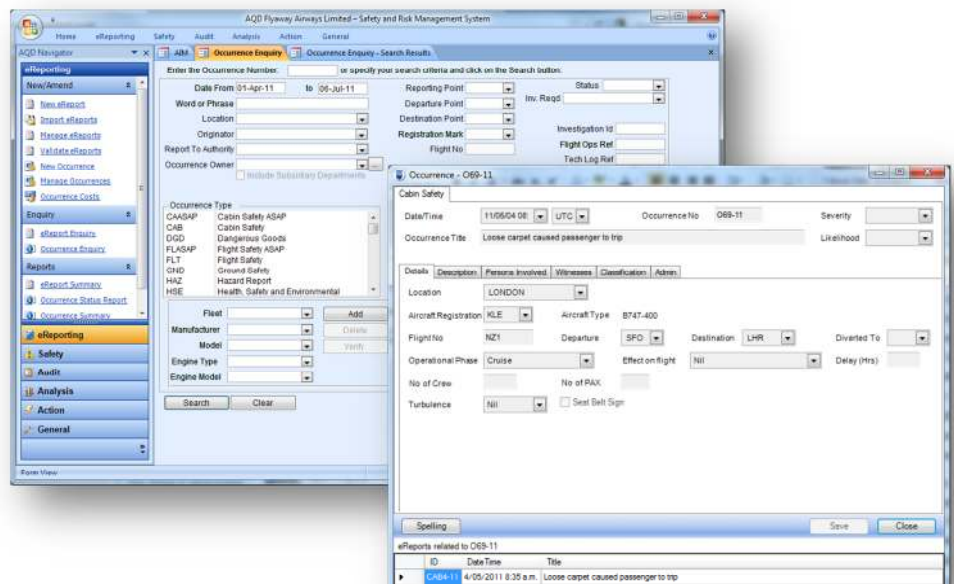 AQD Flyaway Airways Limited - Safety and Risk Management System
Home eReporting Safety Audit Analysis Action General
AQD Navigator
AIM Occurrence Enquiry Occurrence Enquiry - Search Results
eReporting
New/Amend
New eReport
Import eReports
Manage eReports
Validate eReports
New Occurrence
Manage Occurrences
Occurrence Costs
Enquiry
eReport Enquiry
Occurrence Enquiry
Reports
eReport Summary
Occurrence Status Report
Occurrence Summary
eReporting
Safety
Audit
Analysis
Action
General
Form View
Enter the Occurrence Number: or specify your search criteria and click on the Search button:
Date From 01-Apr-11 to 06-Jul-11 Reporting Point Status
Word or Phrase Departure Point Inv. Reqd
Location Destination Point
Originator Registration Mark Investigation Id
Report To Authority Flight No Flight Ops Ref
Occurrence Owner ... Tech Log Ref
Include Subsidiary Departments
Occurrence Type
CAASAP Cabin Safety ASAP
CAB Cabin Safety
DGD Dangerous Goods
FLASAP Flight Safety ASAP
FLT Flight Safety
GND Ground Safety
HAZ Hazard Report
HSE Health, Safety and Environmental
Fleet Add
Manufacturer Delete
Model Verify
Engine Type
Engine Model
Search Clear
Occurrence - O69-11
Cabin Safety
Date/Time 11/05/04 08: UTC Occurrence No O69-11 Severity
Occurrence Title Loose carpet caused passenger to trip Likelihood
Details Description Persons Involved Witnesses Classification Admin
Location LONDON
Aircraft Registration KLE Aircraft Type B747-400
Flight No NZ1 Departure SFO Destination LHR Diverted To
Operational Phase Cruise Effect on flight Nil Delay (Hrs)
No of Crew No of PAX
Turbulence Nil Seat Belt Sign
Spelling Save Close
eReports related to O69-11
ID DateTime Title
CAB4-11 4/05/2011 8:35 a.m. Loose carpet caused passenger to trip